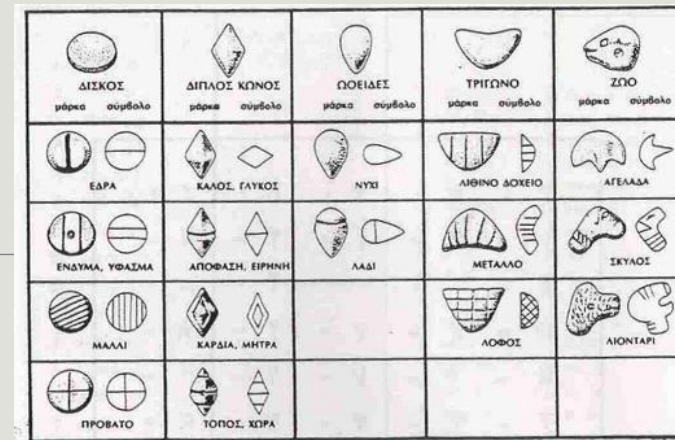 ΔΙΣΚΟΣ ΔΙΠΛΟΣ ΚΩΝΟΣ ΩΟΕΙΔΕΣ ΤΡΙΓΩΝΟ ΖΩΟ
μάρκα σύμβολο μάρκα σύμβολο μάρκα σύμβολο μάρκα σύμβολο μάρκα σύμβολο
ΕΔΡΑ ΚΑΛΟΣ, ΓΛΥΚΟΣ ΝΥΧΙ ΛΙΘΙΝΟ ΔΟΧΕΙΟ ΑΓΕΛΑΔΑ
ΕΝΔΥΜΑ, ΥΦΑΣΜΑ ΑΠΟΦΑΣΗ, ΕΙΡΗΝΗ ΛΑΔΙ ΜΕΤΑΛΛΟ ΣΚΥΛΟΣ
ΜΑΛΛΙ ΚΑΡΔΙΑ, ΜΗΤΡΑ ΛΟΦΟΣ ΛΙΟΝΤΑΡΙ
ΠΡΟΒΑΤΟ ΤΟΠΟΣ, ΧΩΡΑ